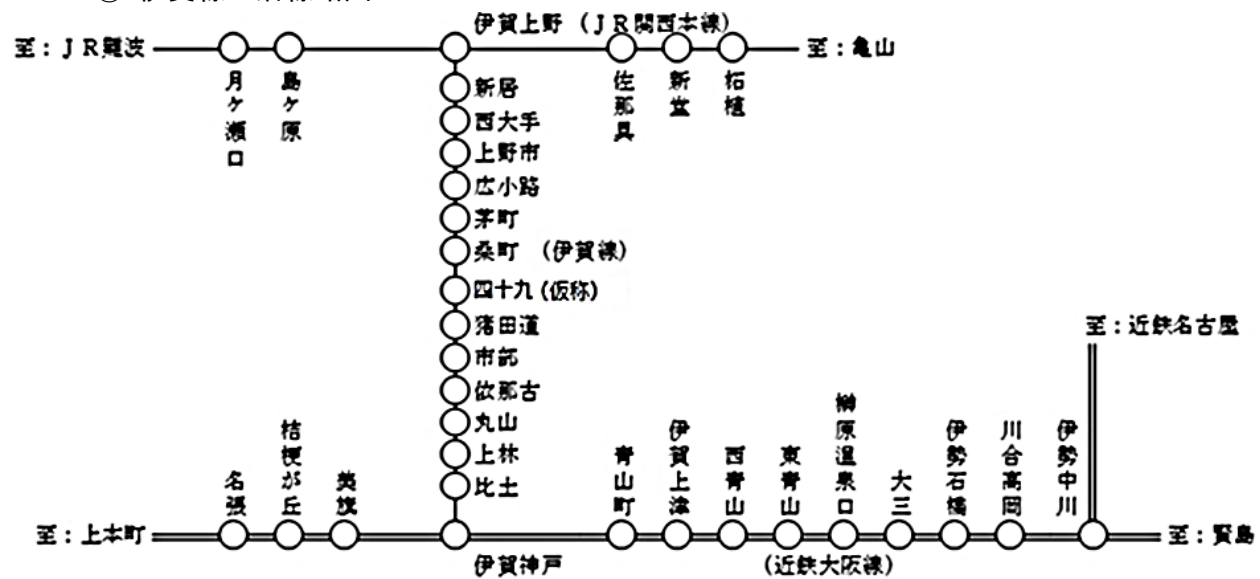 伊賀上野（ＪＲ関西本線）
至：ＪＲ難波
至：亀山
月ヶ瀬口
島ヶ原
佐那具
新堂
柘植
新居
西大手
上野市
広小路
茅町
桑町（伊賀線）
四十九(仮称)
猪田道
市部
依那古
丸山
上林
比土
至：近鉄名古屋
名張
桔梗が丘
美旗
青山町
伊賀上津
西青山
東青山
榊原温泉口
大三
伊勢石橋
川合高岡
伊勢中川
至：上本町
至：賢島
伊賀神戸
（近鉄大阪線）